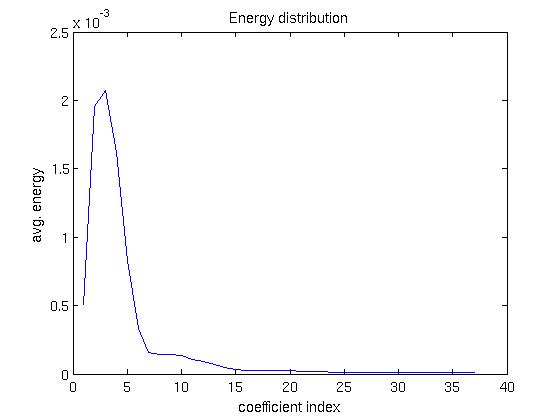 Energy distribution
x 10⁻³
2.5
2
1.5
1
0.5
0
avg. energy
0 5 10 15 20 25 30 35 40
coefficient index